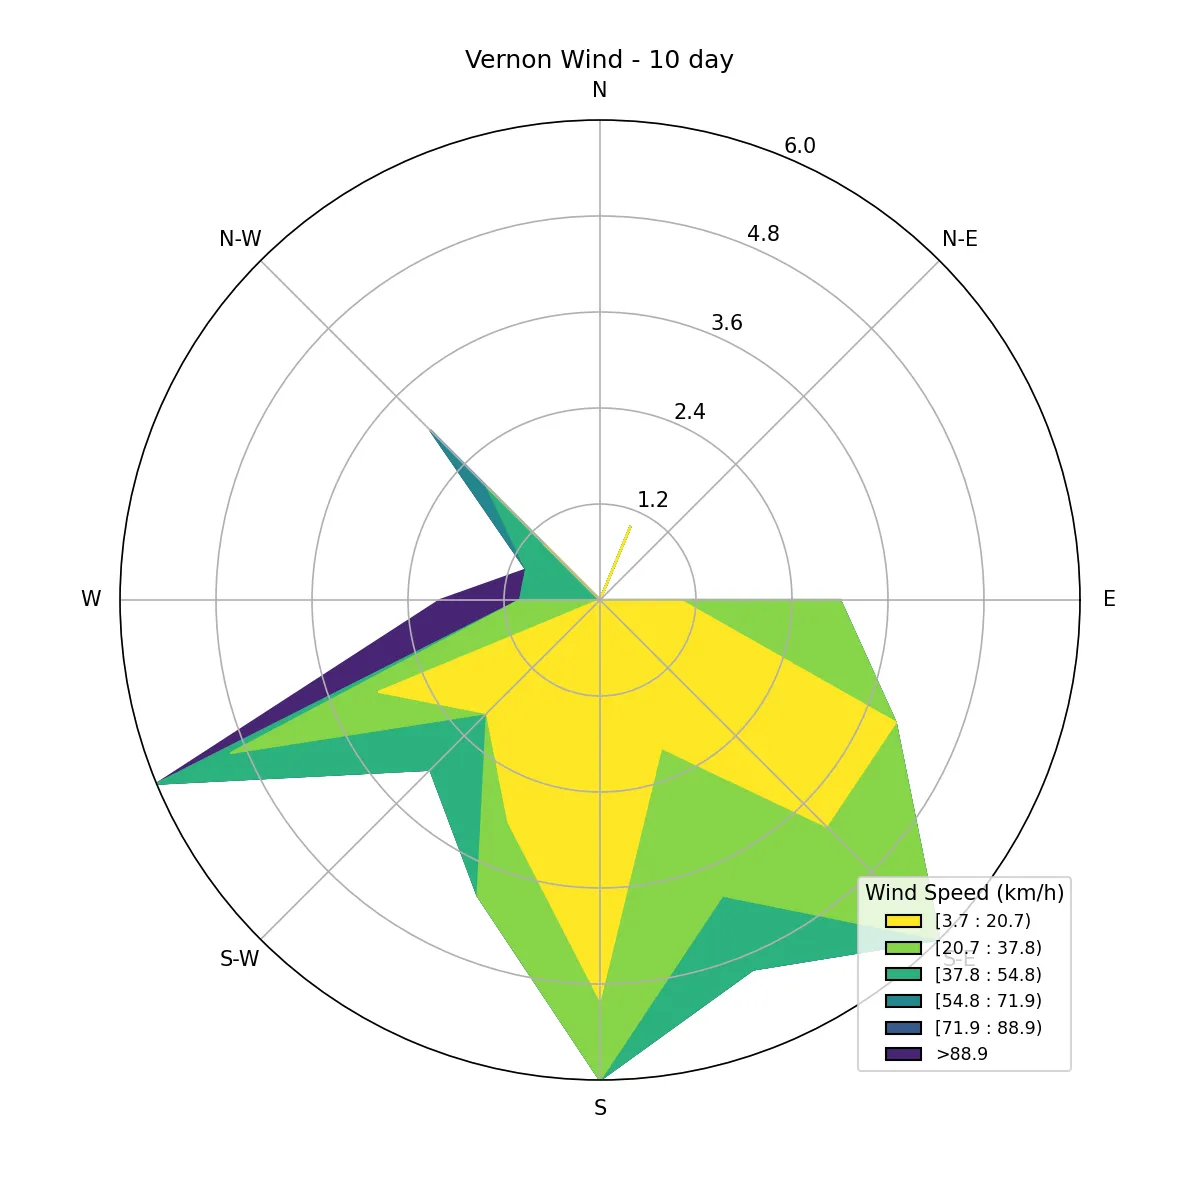 Vernon Wind - 10 day
N
6.0
N-W
4.8
N-E
3.6
2.4
1.2
W
E
S-W
S-E
S
Wind Speed (km/h)
[3.7 : 20.7)
[20.7 : 37.8)
[37.8 : 54.8)
[54.8 : 71.9)
[71.9 : 88.9)
>88.9